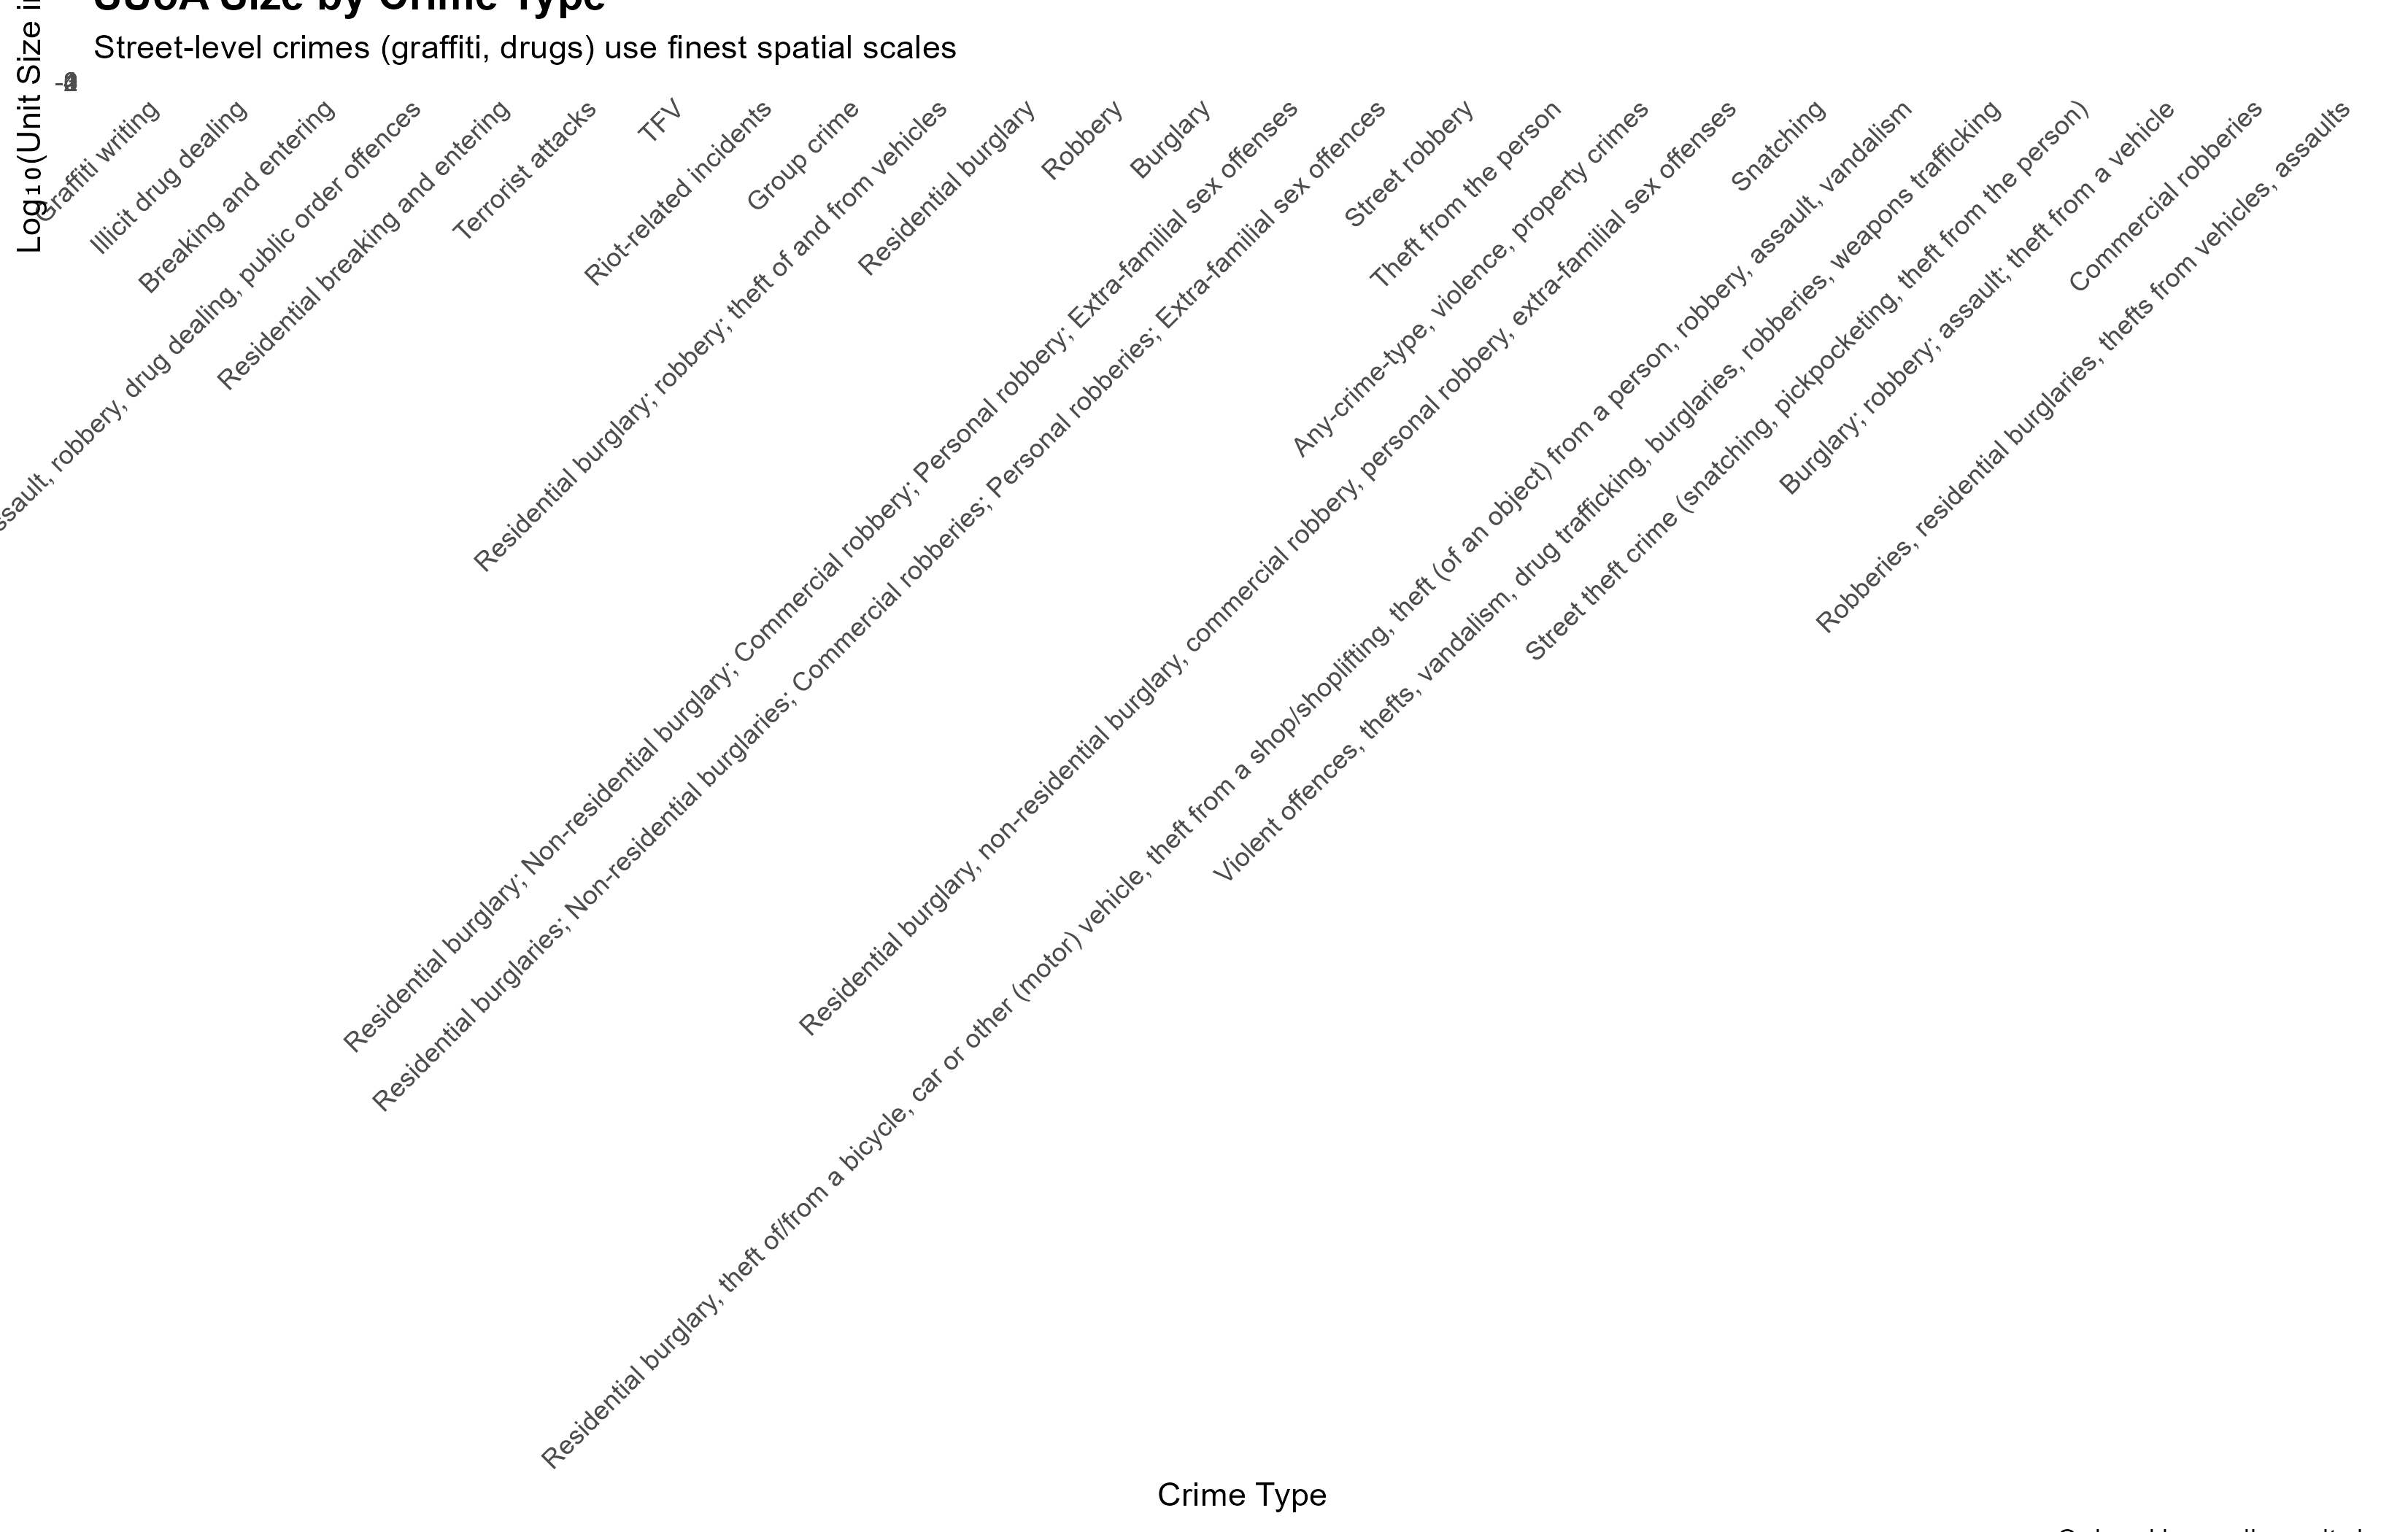 SUoA Size by Crime Type
Street-level crimes (graffiti, drugs) use finest spatial scales
Log₁₀(Unit Size
Graffiti writing
Illicit drug dealing
Breaking and entering
robbery, drug dealing, public order offences
Residential breaking and entering
Terrorist attacks
TFV
Riot-related incidents
Group crime
Residential burglary; robbery; theft of and from vehicles
Residential burglary
Robbery
Burglary
Residential burglary; Non-residential burglary; Commercial robbery; Personal robbery; Extra-familial sex offenses
Residential burglaries; Non-residential burglaries; Commercial robberies; Personal robberies; Extra-familial sex offences
Street robbery
Theft from the person
Any-crime-type, violence, property crimes
Residential burglary, non-residential burglary, commercial robbery, personal robbery, extra-familial sex offenses
Snatching
Residential burglary, theft of/from a bicycle, car or other (motor) vehicle, theft from a shop/shoplifting, theft (of an object) from a person, robbery, assault, vandalism
Violent offences, thefts, vandalism, drug trafficking, burglaries, robberies, weapons trafficking
Street theft crime (snatching, pickpocketing, theft from the person)
Burglary; robbery; assault; theft from a vehicle
Commercial robberies
Robberies, residential burglaries, thefts from vehicles, assaults
Crime Type